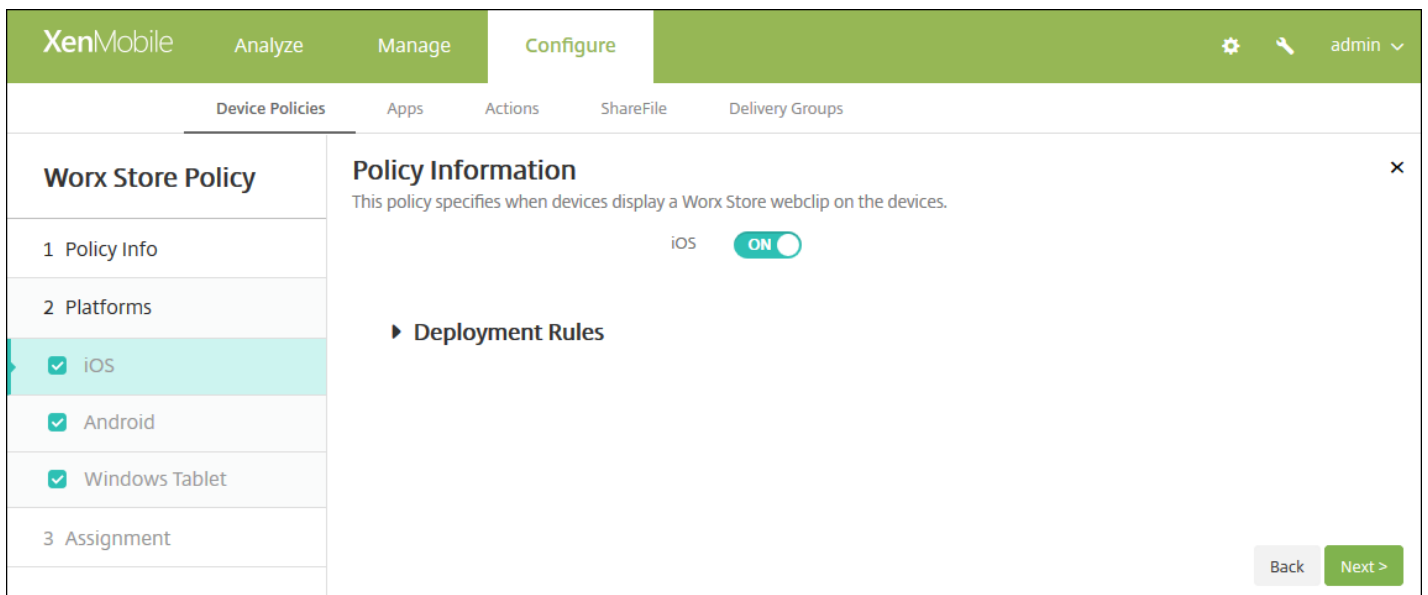 XenMobile Analyze Manage Configure admin
Device Policies Apps Actions ShareFile Delivery Groups
Worx Store Policy
1 Policy Info
2 Platforms
iOS
Android
Windows Tablet
3 Assignment
Policy Information
This policy specifies when devices display a Worx Store webclip on the devices.
iOS ON
Deployment Rules
Back Next >